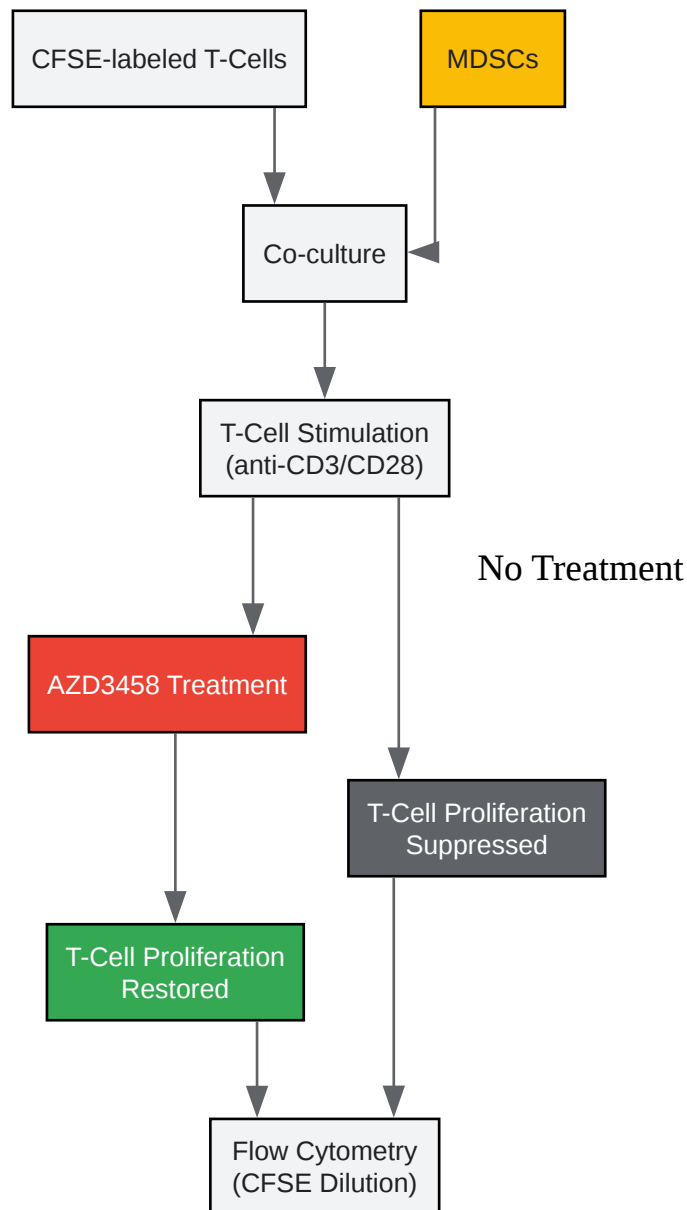 CFSE-labeled T-Cells
MDSCs
Co-culture
T-Cell Stimulation
(anti-CD3/CD28)
No Treatment
AZD3458 Treatment
T-Cell Proliferation
Suppressed
T-Cell Proliferation
Restored
Flow Cytometry
(CFSE Dilution)